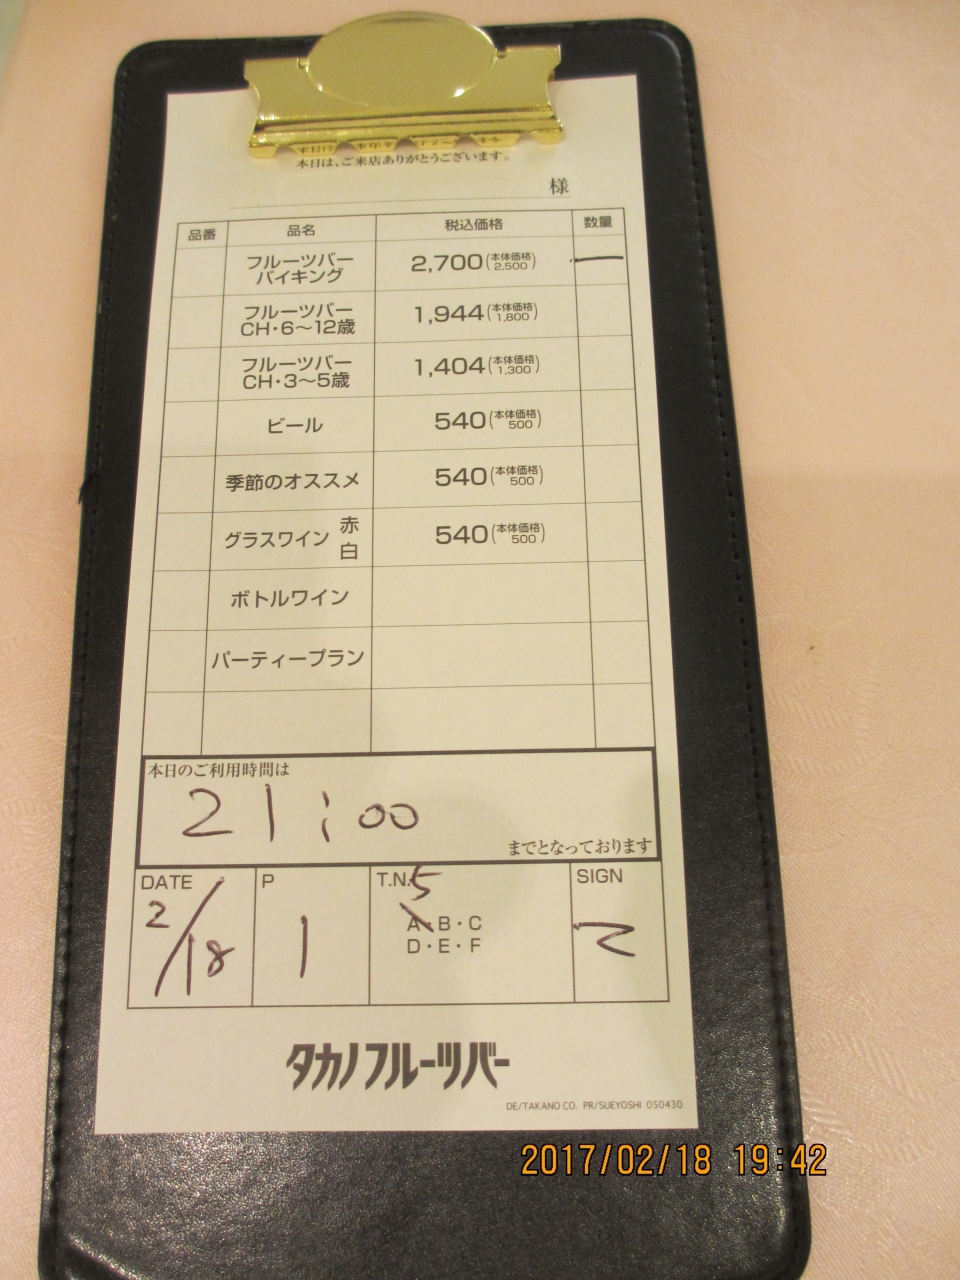 本日は、ご来店ありがとうございます。
様
品番 品名 税込価格 数量
フルーツバー
バイキング 2,700(本体価格 2,500) 一
フルーツバー
CH・6〜12歳 1,944(本体価格 1,800)
フルーツバー
CH・3〜5歳 1,404(本体価格 1,300)
ビール 540(本体価格 500)
季節のオススメ 540(本体価格 500)
グラスワイン 赤 白 540(本体価格 500)
ボトルワイン
パーティープラン
本日のご利用時間は
21:00
までとなっております
DATE P T.N. SIGN
2/18 1 5
A・B・C
D・E・F
タカノフルーツバー
DE/TAKANO CO. PR/SUEYOSHI 050430
2017/02/18 19:42